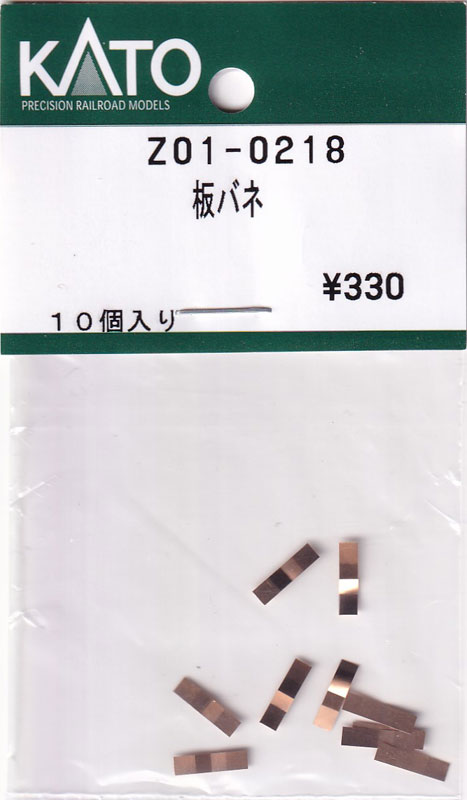 KATO
PRECISION RAILROAD MODELS
Z01-0218
板バネ
¥330
10個入り